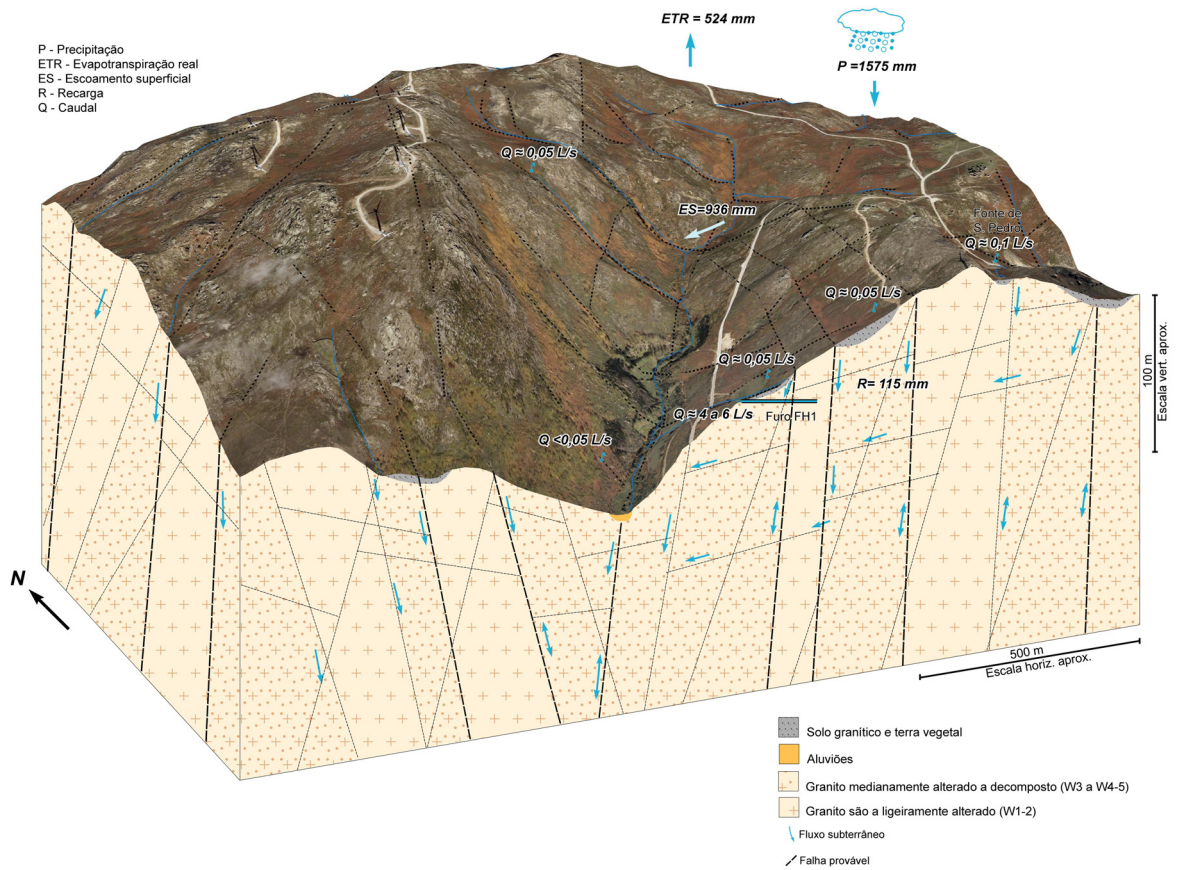 ETR = 524 mm
P - Precipitação
ETR - Evapotranspiração real
ES - Escoamento superficial
R - Recarga
Q - Caudal
P =1575 mm
Q ≈ 0,05 L/s
ES=936 mm
Fonte de
S. Pedro
Q ≈ 0,1 L/s
Q ≈ 0,05 L/s
Q ≈ 0,05 L/s
R= 115 mm
Q ≈ 4 a 6 L/s
Furo FH1
Q <0,05 L/s
100 m
Escala vert. aprox.
N
500 m
Escala horiz. aprox.
Solo granítico e terra vegetal
Aluviões
Granito medianamente alterado a decomposto (W3 a W4-5)
Granito são a ligeiramente alterado (W1-2)
Fluxo subterrâneo
Falha provável